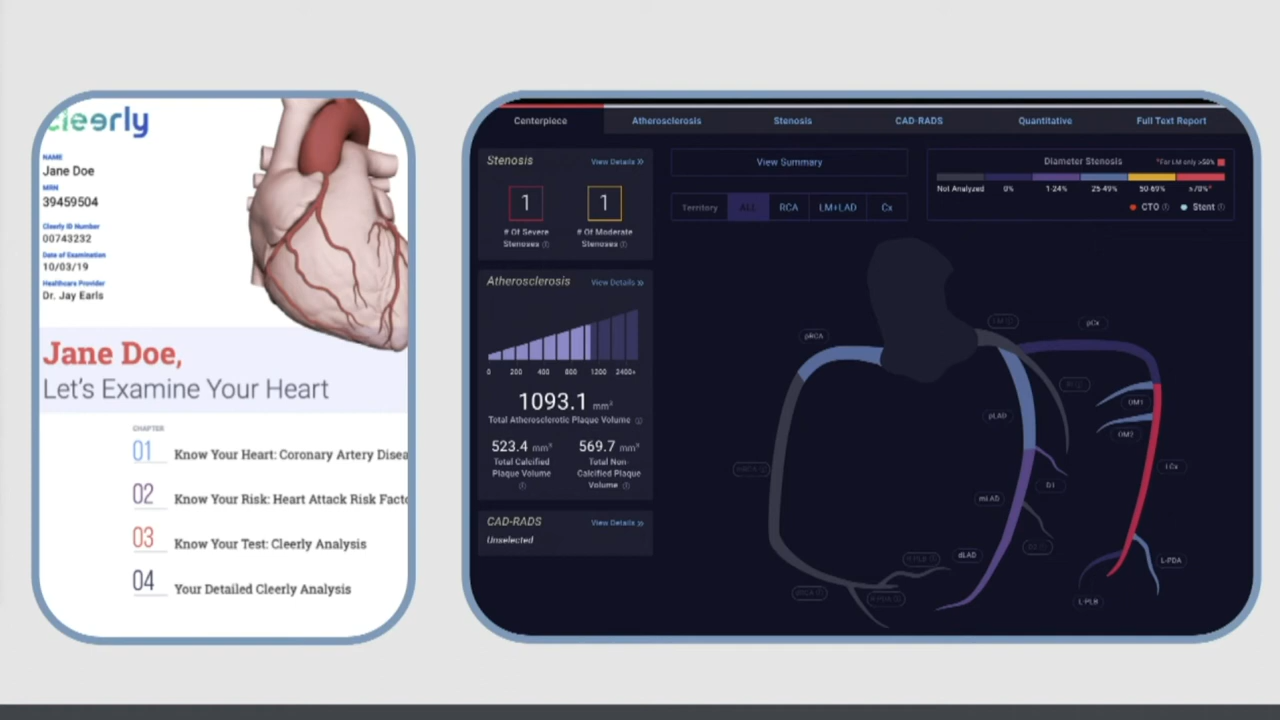 cleerly
NAME
Jane Doe
MRN
39459504
Cleerly ID Number
00743232
Date of Examination
10/03/19
Healthcare Provider
Dr. Jay Earls
Jane Doe,
Let's Examine Your Heart
CHAPTER
01 Know Your Heart: Coronary Artery Disea
02 Know Your Risk: Heart Attack Risk Facto
03 Know Your Test: Cleerly Analysis
04 Your Detailed Cleerly Analysis
Centerpiece Atherosclerosis Stenosis CAD-RADS Quantitative Full Text Report
Stenosis View Details »
1 1
# Of Severe Stenoses
# Of Moderate Stenoses
Atherosclerosis View Details »
0 200 400 800 1200 2400+
1093.1 mm³
Total Atherosclerotic Plaque Volume
523.4 mm³
Total Calcified
Plaque Volume
569.7 mm³
Total Non
Calcified Plaque
Volume
CAD-RADS View Details »
Unselected
View Summary
Territory ALL RCA LM+LAD Cx
Diameter Stenosis *For LM only >50%
Not Analyzed 0% 1-24% 25-49% 50-69% ≥70%*
CTO Stent
pRCA
pCx
OM1
pLAD
OM2
LCx
D1
mLAD
dLAD
L-PDA
L-PLB